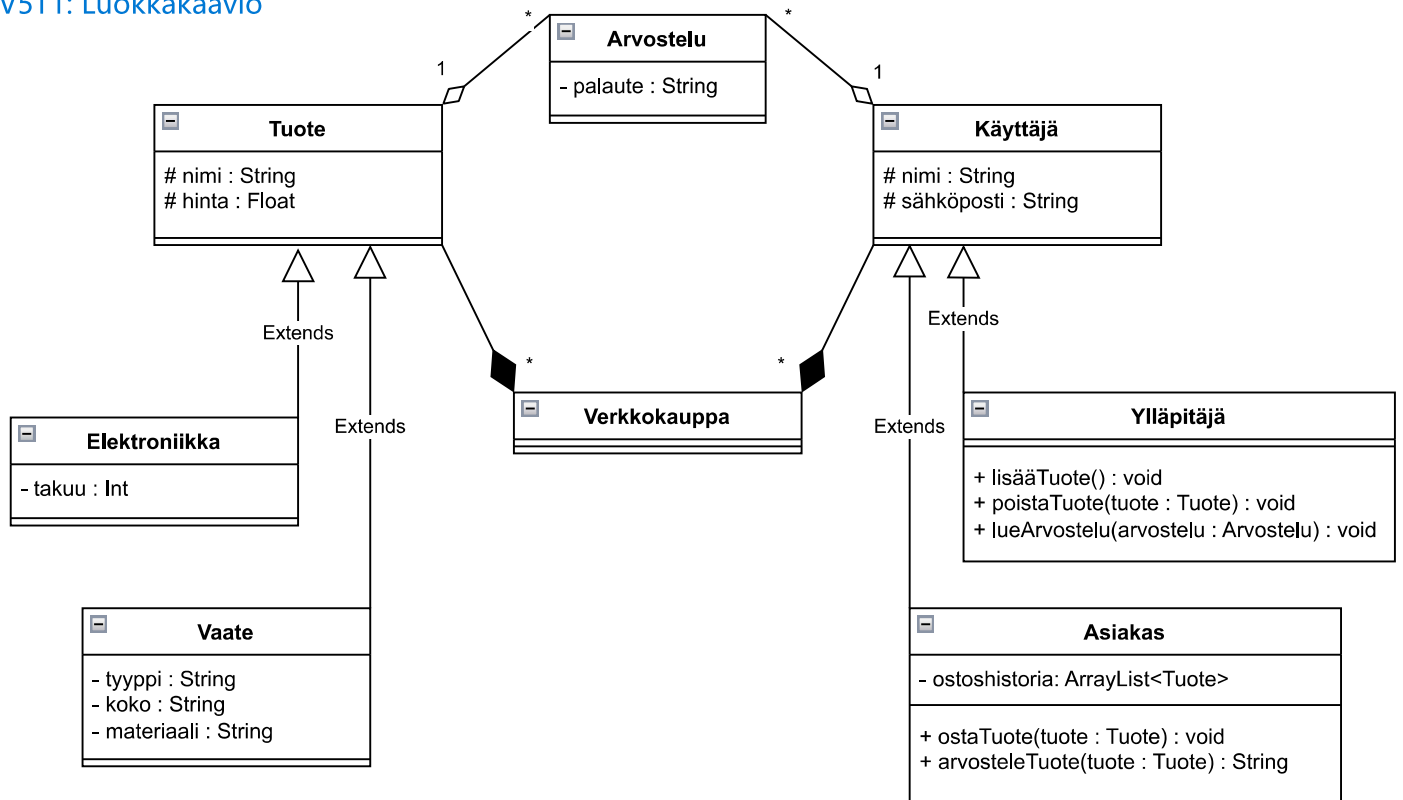 V5T1: Luokkakaavio
*
*
Arvostelu
- palaute : String
1
1
Tuote
# nimi : String
# hinta : Float
Käyttäjä
# nimi : String
# sähköposti : String
Extends
Extends
*
*
Verkkokauppa
Elektroniikka
- takuu : Int
Extends
Extends
Ylläpitäjä
+ lisääTuote() : void
+ poistaTuote(tuote : Tuote) : void
+ lueArvostelu(arvostelu : Arvostelu) : void
Vaate
- tyyppi : String
- koko : String
- materiaali : String
Asiakas
- ostoshistoria: ArrayList<Tuote>
+ ostaTuote(tuote : Tuote) : void
+ arvosteleTuote(tuote : Tuote) : String